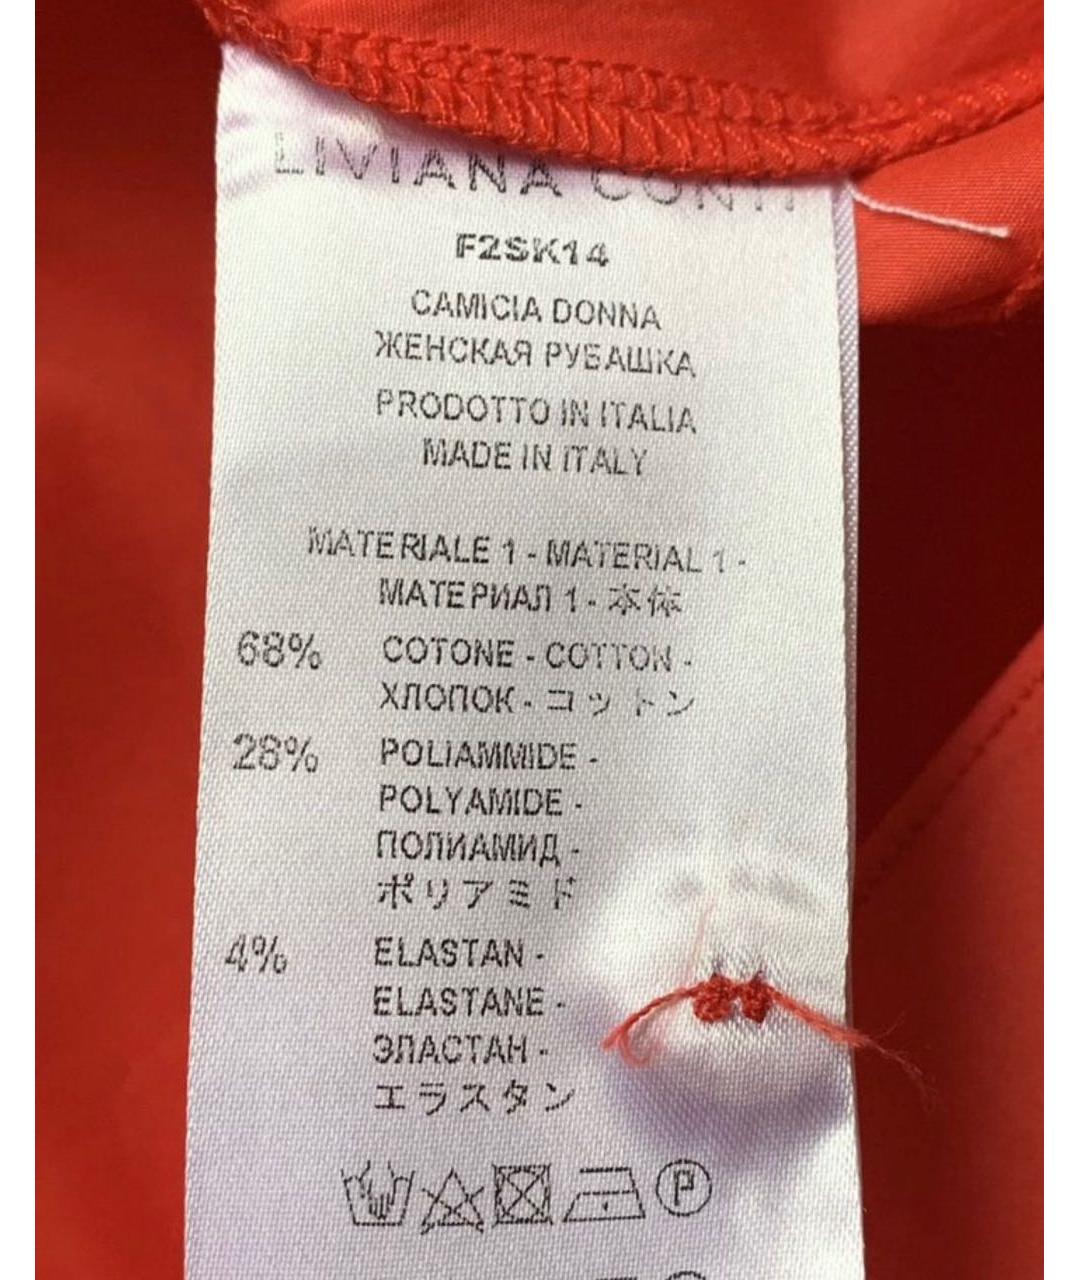 LIVIANA CONTI
F2SK14
CAMICIA DONNA
ЖЕНСКАЯ РУБАШКА
PRODOTTO IN ITALIA
MADE IN ITALY
MATERIALE 1 - MATERIAL 1 -
МАТЕРИАЛ 1 - 本体
68% COTONE - COTTON -
ХЛОПОК - コットン
28% POLIAMMIDE -
POLYAMIDE -
ПОЛИАМИД -
ポリアミド
4% ELASTAN -
ELASTANE -
ЭЛАСТАН -
エラスタン
P